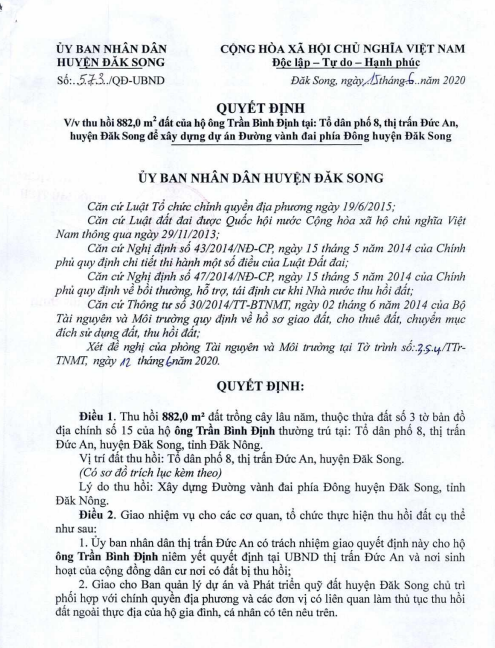 ỦY BAN NHÂN DÂN
HUYỆN ĐĂK SONG
Số: 573/QĐ-UBND
CỘNG HÒA XÃ HỘI CHỦ NGHĨA VIỆT NAM
Độc lập – Tự do – Hạnh phúc
Đăk Song, ngày 15 tháng 6 năm 2020
QUYẾT ĐỊNH
V/v thu hồi 882,0 m² đất của hộ ông Trần Bình Định tại: Tổ dân phố 8, thị trấn Đức An,
huyện Đăk Song để xây dựng dự án Đường vành đai phía Đông huyện Đăk Song
ỦY BAN NHÂN DÂN HUYỆN ĐĂK SONG
Căn cứ Luật Tổ chức chính quyền địa phương ngày 19/6/2015;
Căn cứ Luật đất đai được Quốc hội nước Cộng hòa xã hộ chủ nghĩa Việt
Nam thông qua ngày 29/11/2013;
Căn cứ Nghị định số 43/2014/NĐ-CP, ngày 15 tháng 5 năm 2014 của Chính
phủ quy định chi tiết thi hành một số điều của Luật Đất đai;
Căn cứ Nghị định số 47/2014/NĐ-CP, ngày 15 tháng 5 năm 2014 của Chính
phủ quy định về bồi thường, hỗ trợ, tái định cư khi Nhà nước thu hồi đất;
Căn cứ Thông tư số 30/2014/TT-BTNMT, ngày 02 tháng 6 năm 2014 của Bộ
Tài nguyên và Môi trường quy định về hồ sơ giao đất, cho thuê đất, chuyển mục
đích sử dụng đất, thu hồi đất;
Xét đề nghị của phòng Tài nguyên và Môi trường tại Tờ trình số: 254/TTr-
TNMT, ngày 12 tháng 6 năm 2020.
QUYẾT ĐỊNH:
Điều 1. Thu hồi 882,0 m² đất trồng cây lâu năm, thuộc thửa đất số 3 tờ bản đồ
địa chính số 15 của hộ ông Trần Bình Định thường trú tại: Tổ dân phố 8, thị trấn
Đức An, huyện Đăk Song, tỉnh Đăk Nông.
Vị trí đất thu hồi: Tổ dân phố 8, thị trấn Đức An, huyện Đăk Song.
(Có sơ đồ trích lục kèm theo)
Lý do thu hồi: Xây dựng Đường vành đai phía Đông huyện Đăk Song, tỉnh
Đăk Nông.
Điều 2. Giao nhiệm vụ cho các cơ quan, tổ chức thực hiện thu hồi đất cụ thể
như sau:
1. Ủy ban nhân dân thị trấn Đức An có trách nhiệm giao quyết định này cho hộ
ông Trần Bình Định niêm yết quyết định tại UBND thị trấn Đức An và nơi sinh
hoạt của cộng đồng dân cư nơi có đất bị thu hồi;
2. Giao cho Ban quản lý dự án và Phát triển quỹ đất huyện Đăk Song chủ trì
phối hợp với chính quyền địa phương và các đơn vị có liên quan làm thủ tục thu hồi
đất ngoài thực địa của hộ gia đình, cá nhân có tên nêu trên.